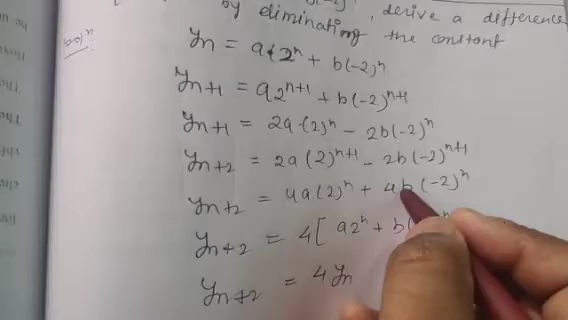 by eliminating, derive a difference
the constant
yn = a(2ⁿ + b(-2)ⁿ
yn+1 = a2ⁿ⁺¹ + b(-2)ⁿ⁺¹
yn+1 = 2a·(2)ⁿ - 2b(-2)ⁿ
yn+2 = 2a(2)ⁿ⁺¹ - 2b(-2)ⁿ⁺¹
yn+2 = 4a(2)ⁿ + 4b(-2)ⁿ
yn+2 = 4[a2ⁿ + b(
yn+2 = 4yn